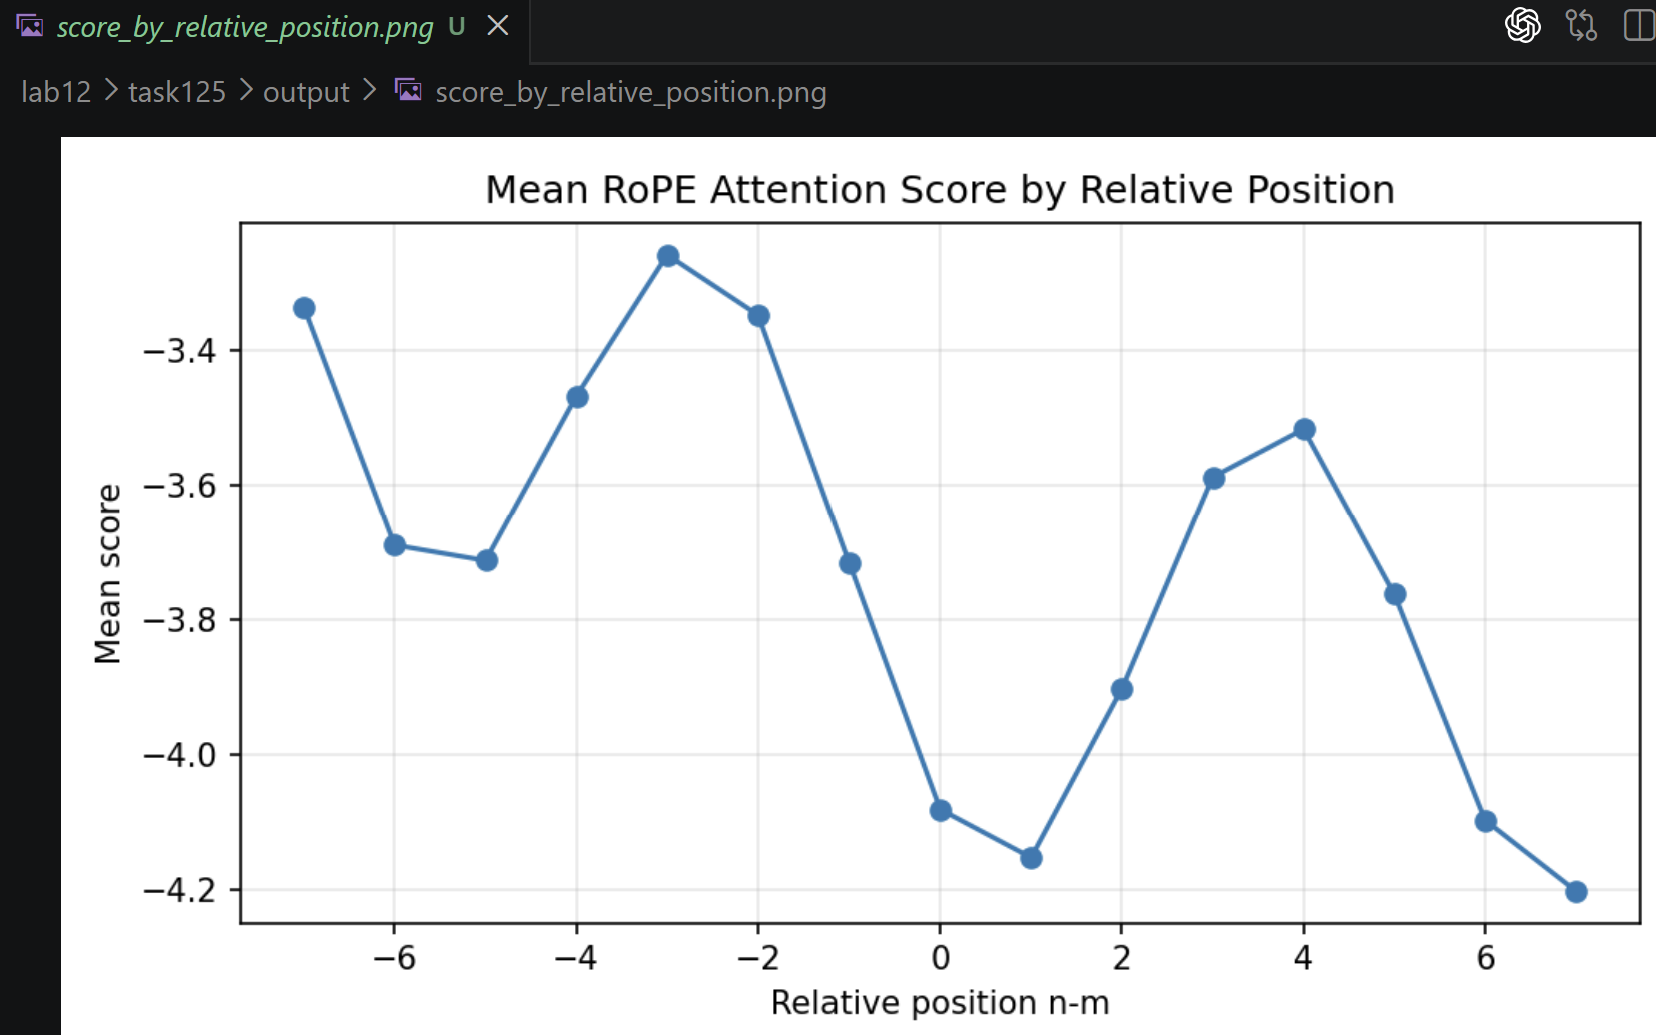 score_by_relative_position.png U
lab12 > task125 > output > score_by_relative_position.png
Mean RoPE Attention Score by Relative Position
−3.4
−3.6
−3.8
−4.0
−4.2
Mean score
−6 −4 −2 0 2 4 6
Relative position n-m